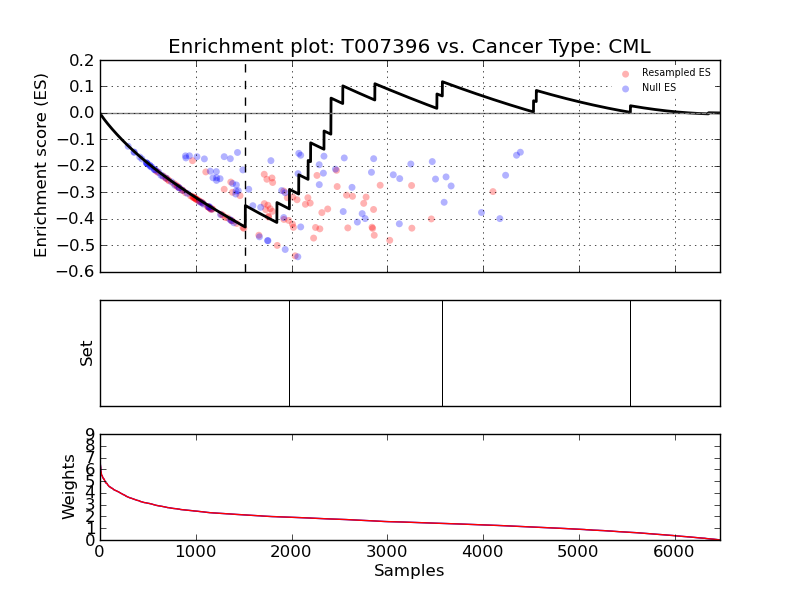 Enrichment plot: T007396 vs. Cancer Type: CML
0.2
0.1
0.0
−0.1
−0.2
−0.3
−0.4
−0.5
−0.6
Enrichment score (ES)
Resampled ES
Null ES
Set
9
8
7
6
5
4
3
2
1
0
Weights
0 1000 2000 3000 4000 5000 6000
Samples